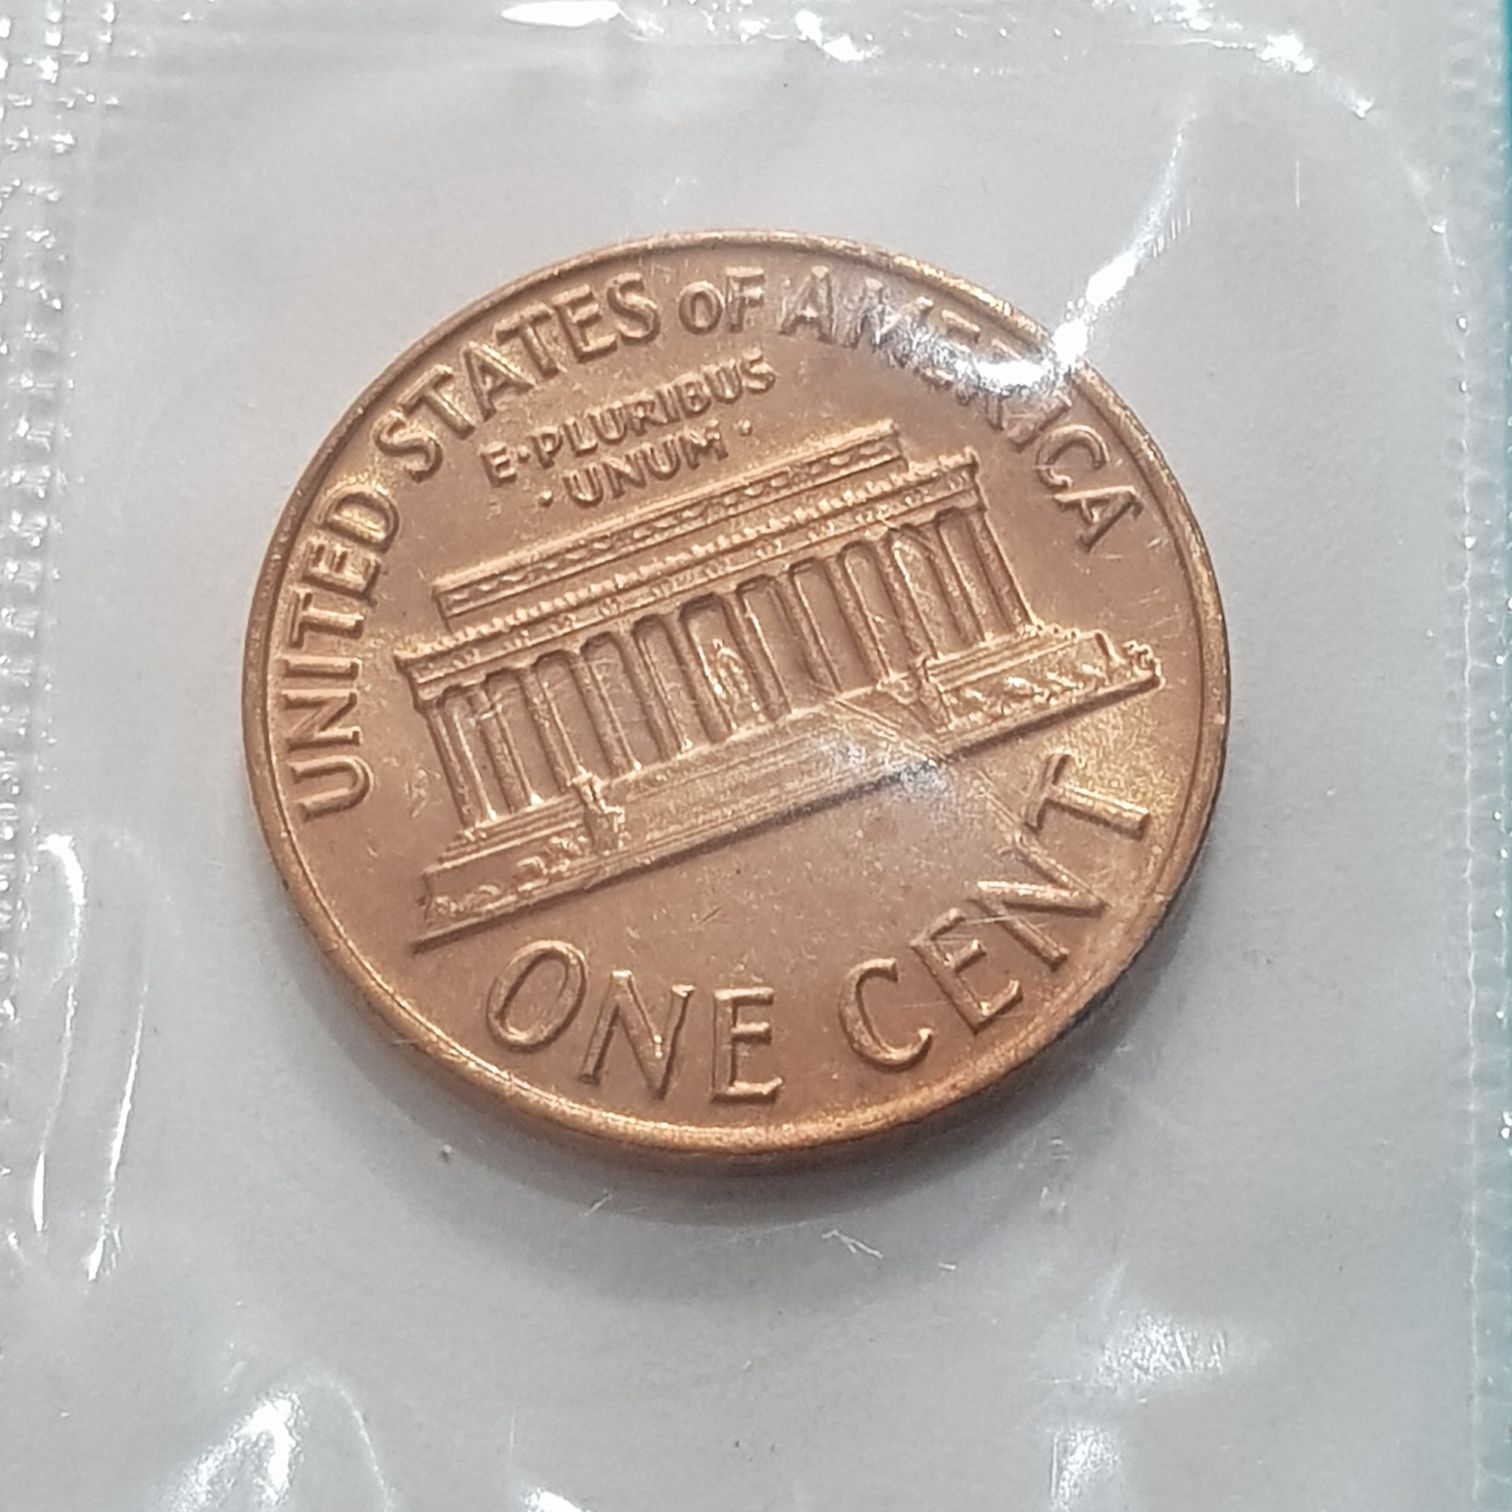 UNITED STATES OF AMERICA
E·PLURIBUS
·UNUM·
ONE CENT